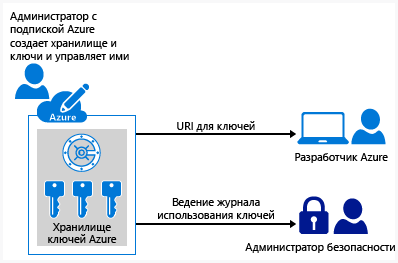 Администратор с
подпиской Azure
создает хранилище и
ключи и управляет ими
Azure
URI для ключей
Разработчик Azure
Ведение журнала
использования ключей
Хранилище
ключей Azure
Администратор безопасности